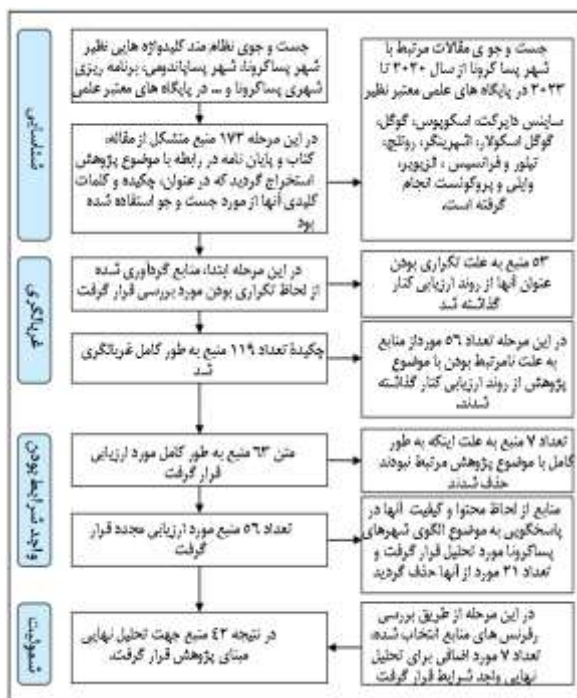 شناسایی
جست و جوی نظام مند کلیدواژه هایی نظیر
شهر پساکرونا، شهر پساپاندومی، برنامه ریزی
شهری پساکرونا و ... در پایگاه های معتبر علمی
جست و جو ی مقالات مرتبط با
شهر پسا کرونا از سال ۲۰۲۰ تا
۲۰۲۳ در پایگاه های علمی معتبر نظیر
ساینس دایرکت، اسکوپوس، گوگل،
گوگل اسکولار، اشپرینگر، روتلج،
تیلور و فرانسیس ، الزویر،
وایلی و پروکوئست انجام
گرفته است.
در این مرحله ۱۷۳ منبع متشکل از مقاله،
کتاب و پایان نامه در رابطه با موضوع پژوهش
استخراج گردید که در عنوان، چکیده و کلمات
کلیدی آنها از مورد جست و جو استفاده شده
بود
غربالگری
در این مرحله ابتدا، منابع گردآوری شده
از لحاظ تکراری بودن مورد بررسی قرار گرفت
۵۳ منبع به علت تکراری بودن
عنوان آنها از روند ارزیابی کنار
گذاشته شد
چکیدهٔ تعداد ۱۱۹ منبع به طور کامل غربالگری
شد
در این مرحله تعداد ۵۶ مورداز منابع
به علت نامرتبط بودن با موضوع
پژوهش از روند ارزیابی کنار گذاشته
شدند.
واجد شرایط بودن
متن ۶۳ منبع به طور کامل مورد ارزیابی
قرار گرفت
تعداد ۷ منبع به علت اینکه به طور
کامل با موضوع پژوهش مرتبط نبودند
حذف شدند
تعداد ۵۶ منبع مورد ارزیابی مجدد قرار
گرفت
منابع از لحاظ محتوا و کیفیت آنها در
پاسخگویی به موضوع الگوی شهرهای
پساکرونا مورد تحلیل قرار گرفت و
تعداد ۲۱ مورد از آنها حذف گردید
شمولیت
در نتیجه ۴۲ منبع جهت تحلیل نهایی
مبنای پژوهش قرار گرفت.
در این مرحله از طریق بررسی
رفرنس های منابع انتخاب شده،
تعداد ۷ مورد اضافی برای تحلیل
نهایی واجد شرایط قرار گرفت